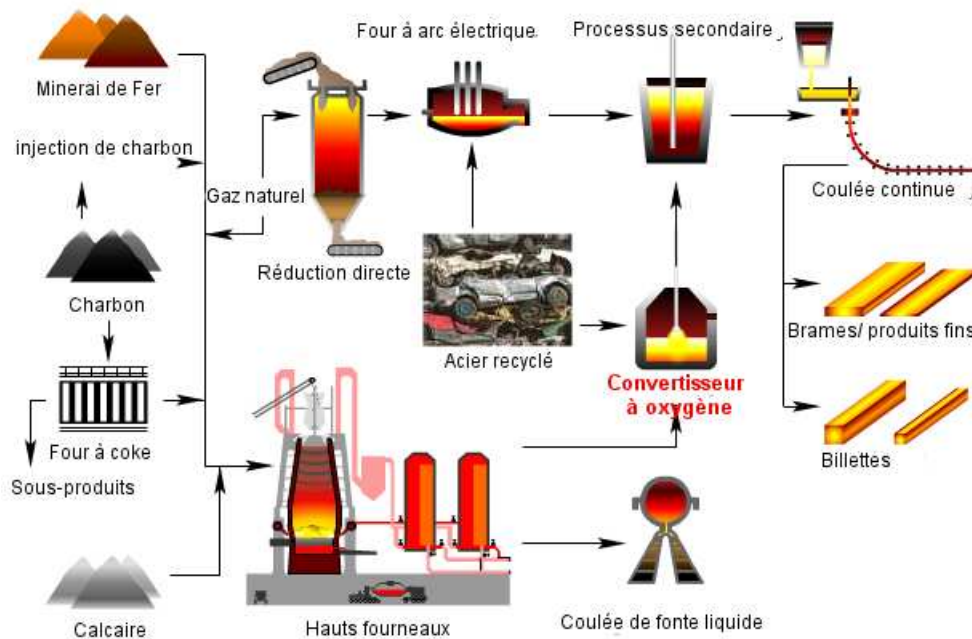 Minerai de Fer
injection de charbon
Charbon
Four à coke
Sous-produits
Calcaire
Gaz naturel
Réduction directe
Four à arc électrique
Acier recyclé
Hauts fourneaux
Processus secondaire
Convertisseur
à oxygène
Coulée de fonte liquide
Coulée continue
Brames/ produits fins
Billettes